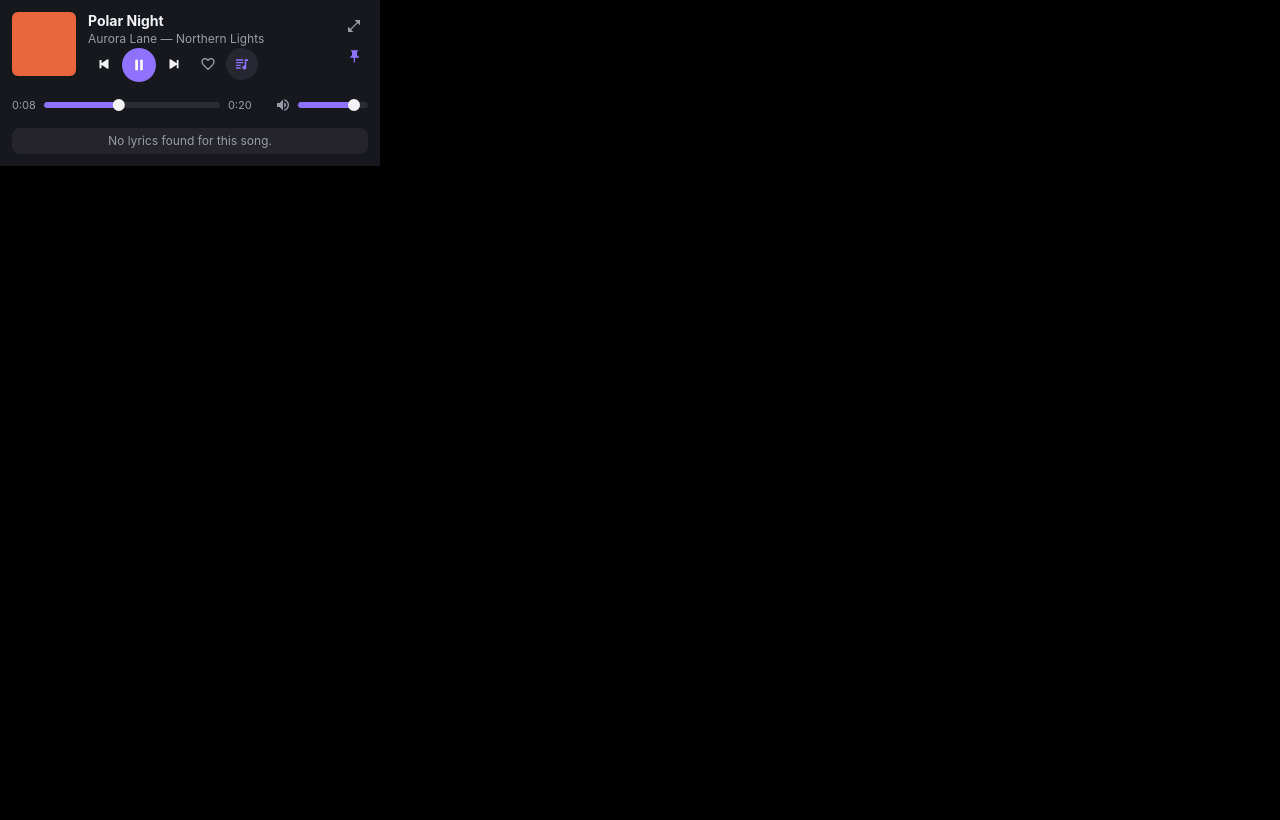 Polar Night
Aurora Lane — Northern Lights
0:08
0:20
No lyrics found for this song.